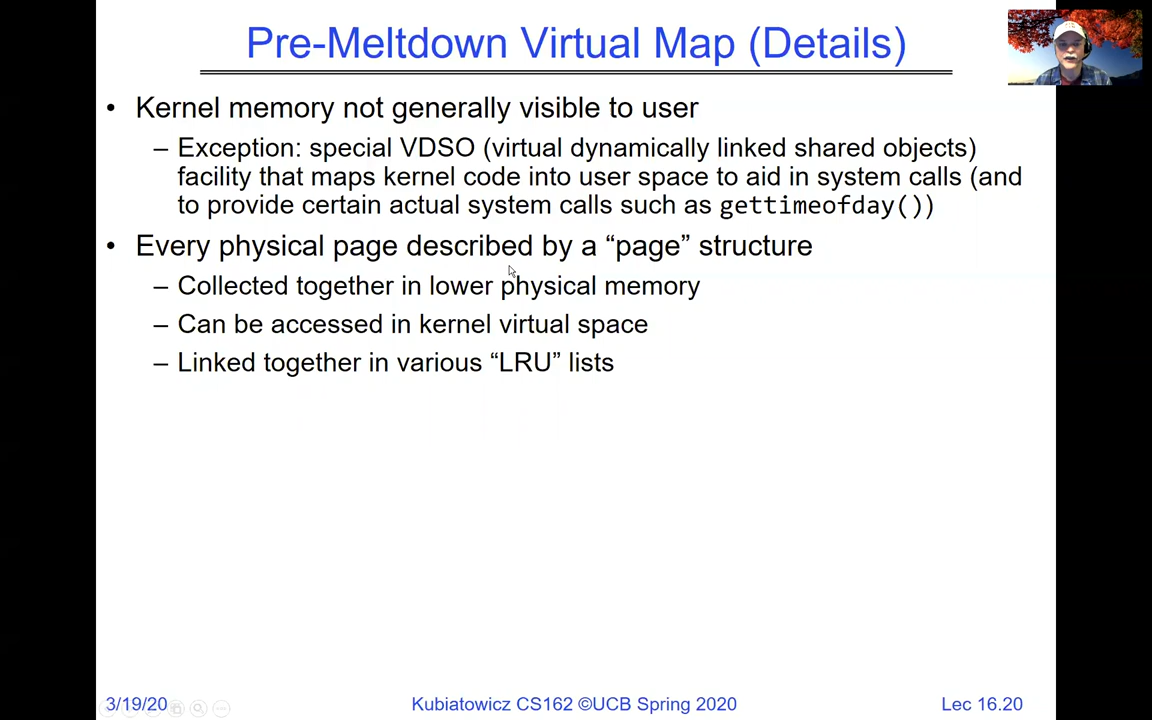 Pre-Meltdown Virtual Map (Details)
• Kernel memory not generally visible to user
– Exception: special VDSO (virtual dynamically linked shared objects)
facility that maps kernel code into user space to aid in system calls (and
to provide certain actual system calls such as gettimeofday())
• Every physical page described by a “page” structure
– Collected together in lower physical memory
– Can be accessed in kernel virtual space
– Linked together in various “LRU” lists
3/19/20
Kubiatowicz CS162 ©UCB Spring 2020
Lec 16.20